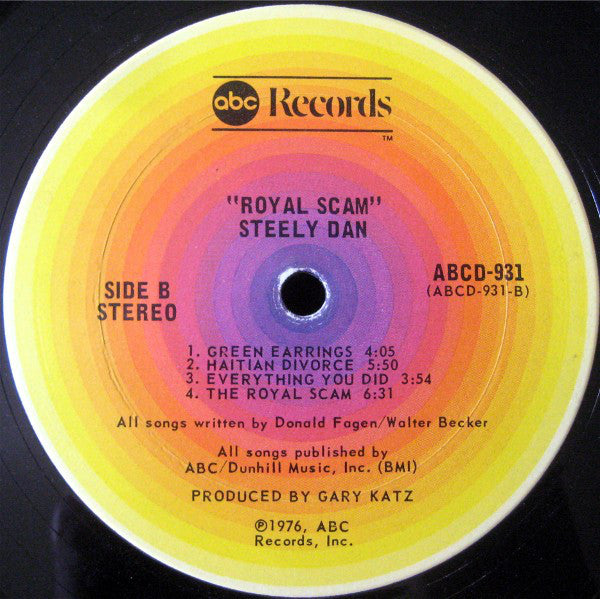 abc Records
TM
"ROYAL SCAM"
STEELY DAN
SIDE B
STEREO
ABCD-931
(ABCD-931-B)
1. GREEN EARRINGS 4:05
2. HAITIAN DIVORCE 5:50
3. EVERYTHING YOU DID 3:54
4. THE ROYAL SCAM 6:31
All songs written by Donald Fagen/Walter Becker
All songs published by
ABC/Dunhill Music, Inc. (BMI)
PRODUCED BY GARY KATZ
℗1976, ABC
Records, Inc.